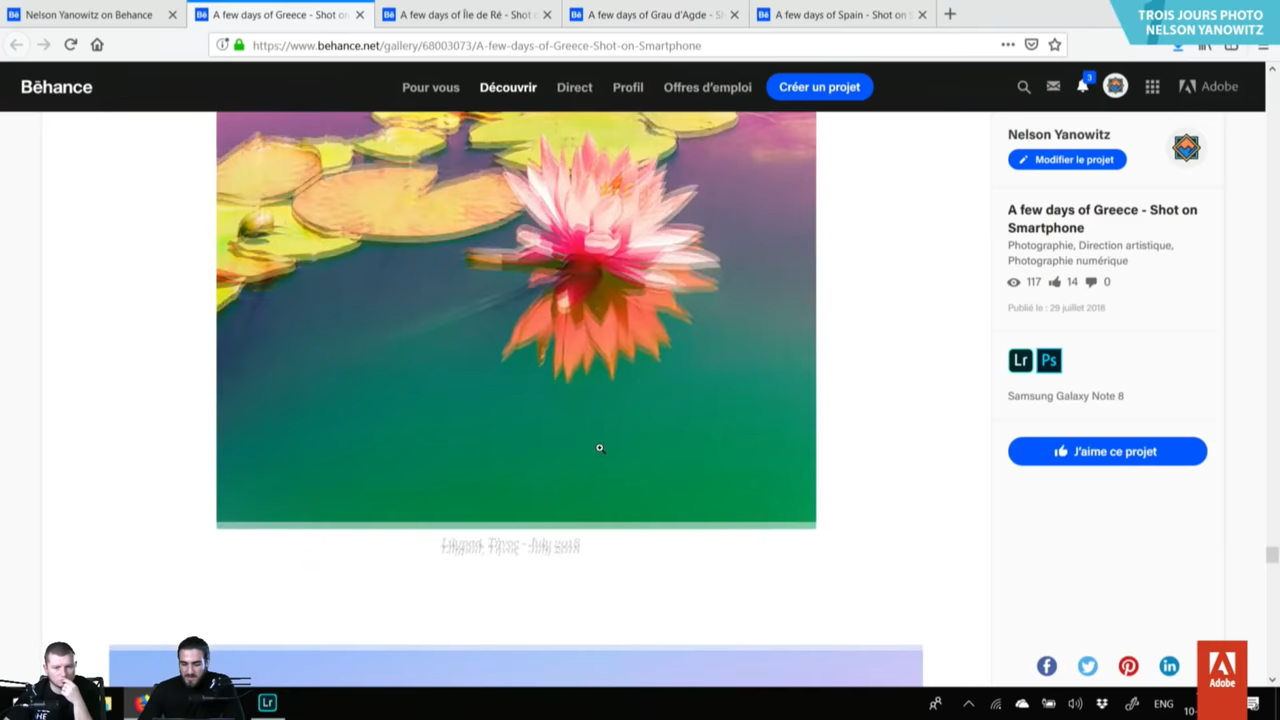 Nelson Yanowitz on Behance
A few days of Greece - Shot on
A few days of Île de Ré - Shot o
A few days of Grau d'Agde - Sh
A few days of Spain - Shot on S
TROIS JOURS PHOTO
NELSON YANOWITZ
https://www.behance.net/gallery/68003073/A-few-days-of-Greece-Shot-on-Smartphone
Bēhance
Pour vous
Découvrir
Direct
Profil
Offres d'emploi
Créer un projet
3
Adobe
Nelson Yanowitz
Modifier le projet
A few days of Greece - Shot on
Smartphone
Photographie, Direction artistique,
Photographie numérique
117 14 0
Publié le : 29 juillet 2018
Lr Ps
Samsung Galaxy Note 8
J'aime ce projet
July 2018
Lr
ENG
10-
Adobe